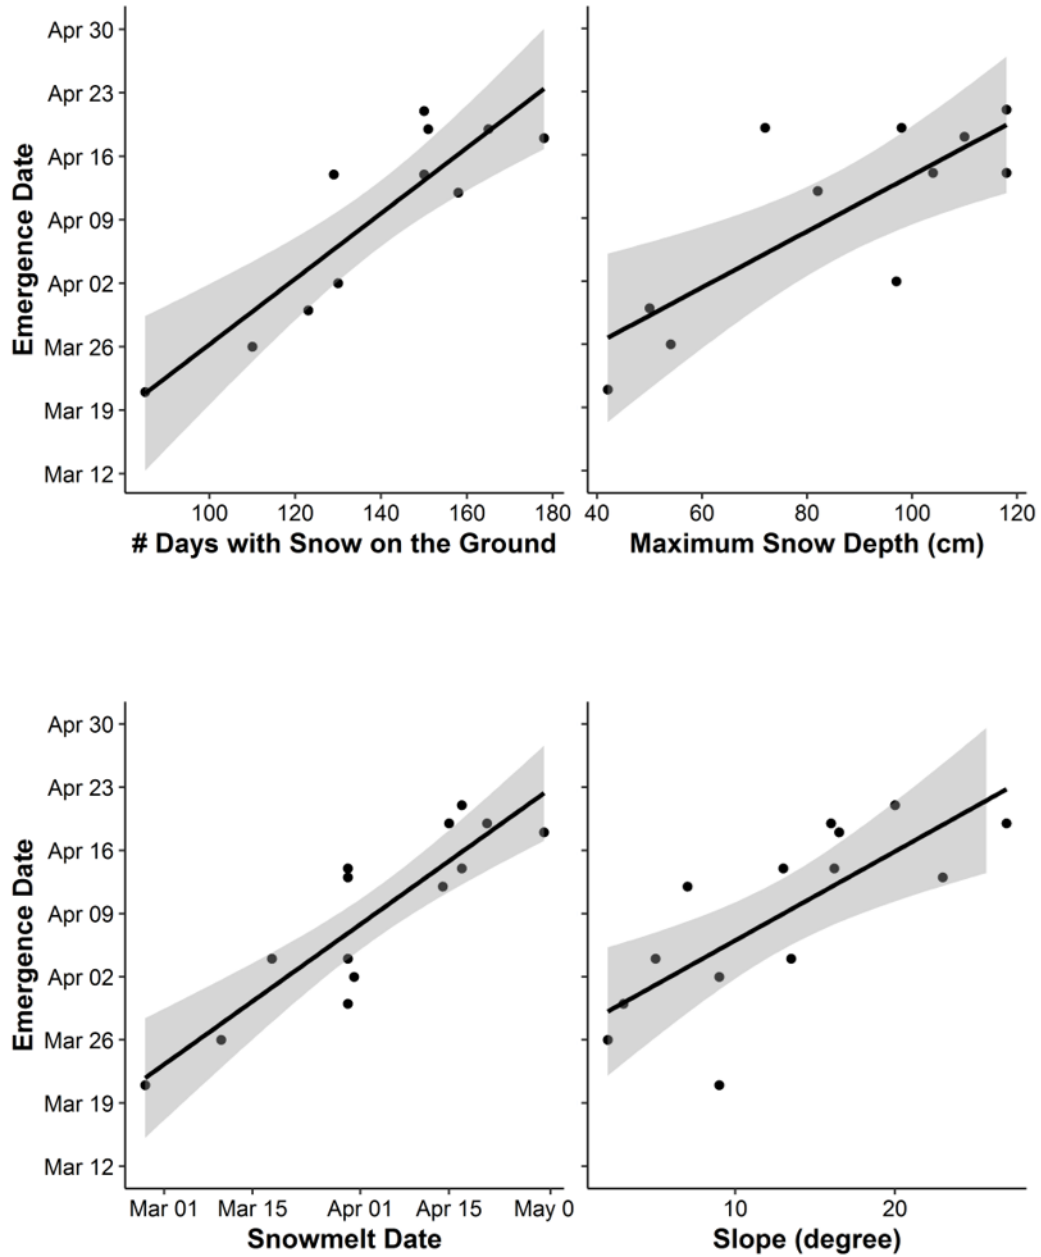 Emergence Date
Apr 30
Apr 23
Apr 16
Apr 09
Apr 02
Mar 26
Mar 19
Mar 12
100 120 140 160 180
# Days with Snow on the Ground
40 60 80 100 120
Maximum Snow Depth (cm)
Emergence Date
Apr 30
Apr 23
Apr 16
Apr 09
Apr 02
Mar 26
Mar 19
Mar 12
Mar 01 Mar 15 Apr 01 Apr 15 May 0
Snowmelt Date
10 20
Slope (degree)